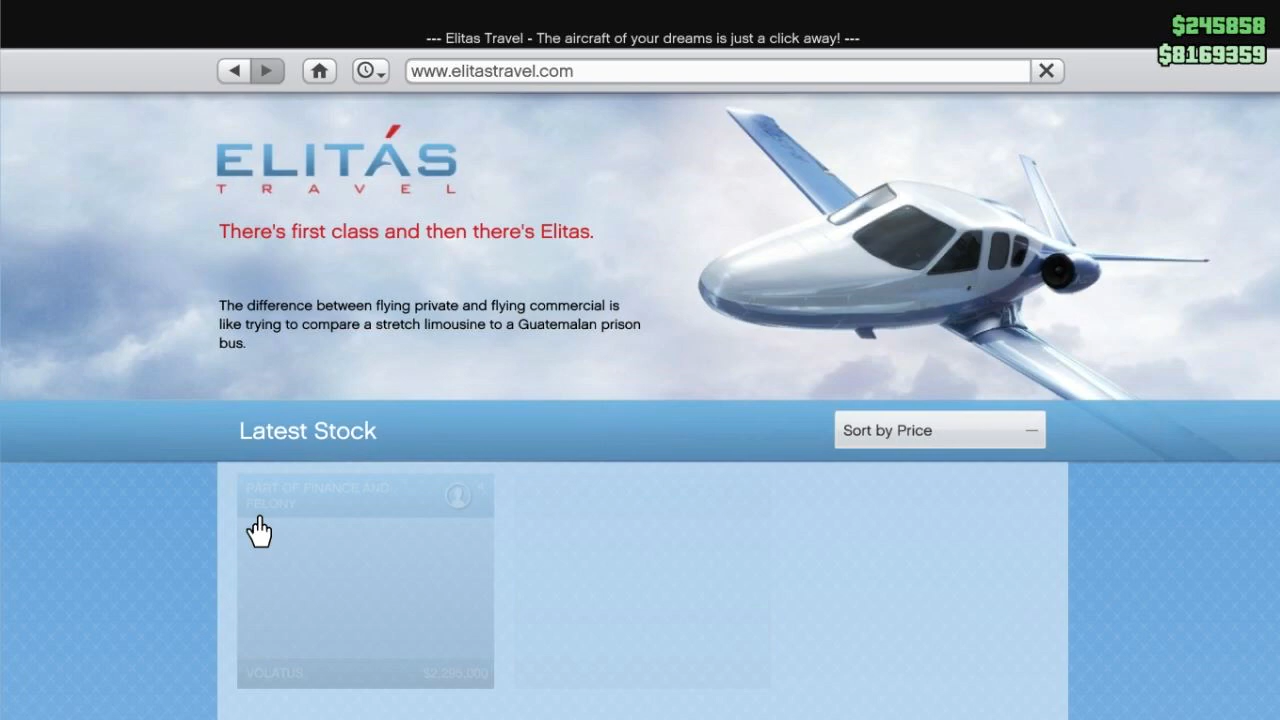 --- Elitas Travel - The aircraft of your dreams is just a click away! ---
$245858
$8169359
www.elitastravel.com
ELITÁS
TRAVEL
There's first class and then there's Elitas.
The difference between flying private and flying commercial is
like trying to compare a stretch limousine to a Guatemalan prison
bus.
Latest Stock
Sort by Price
PART OF FINANCE AND
FELONY
VOLATUS
$2,295,000